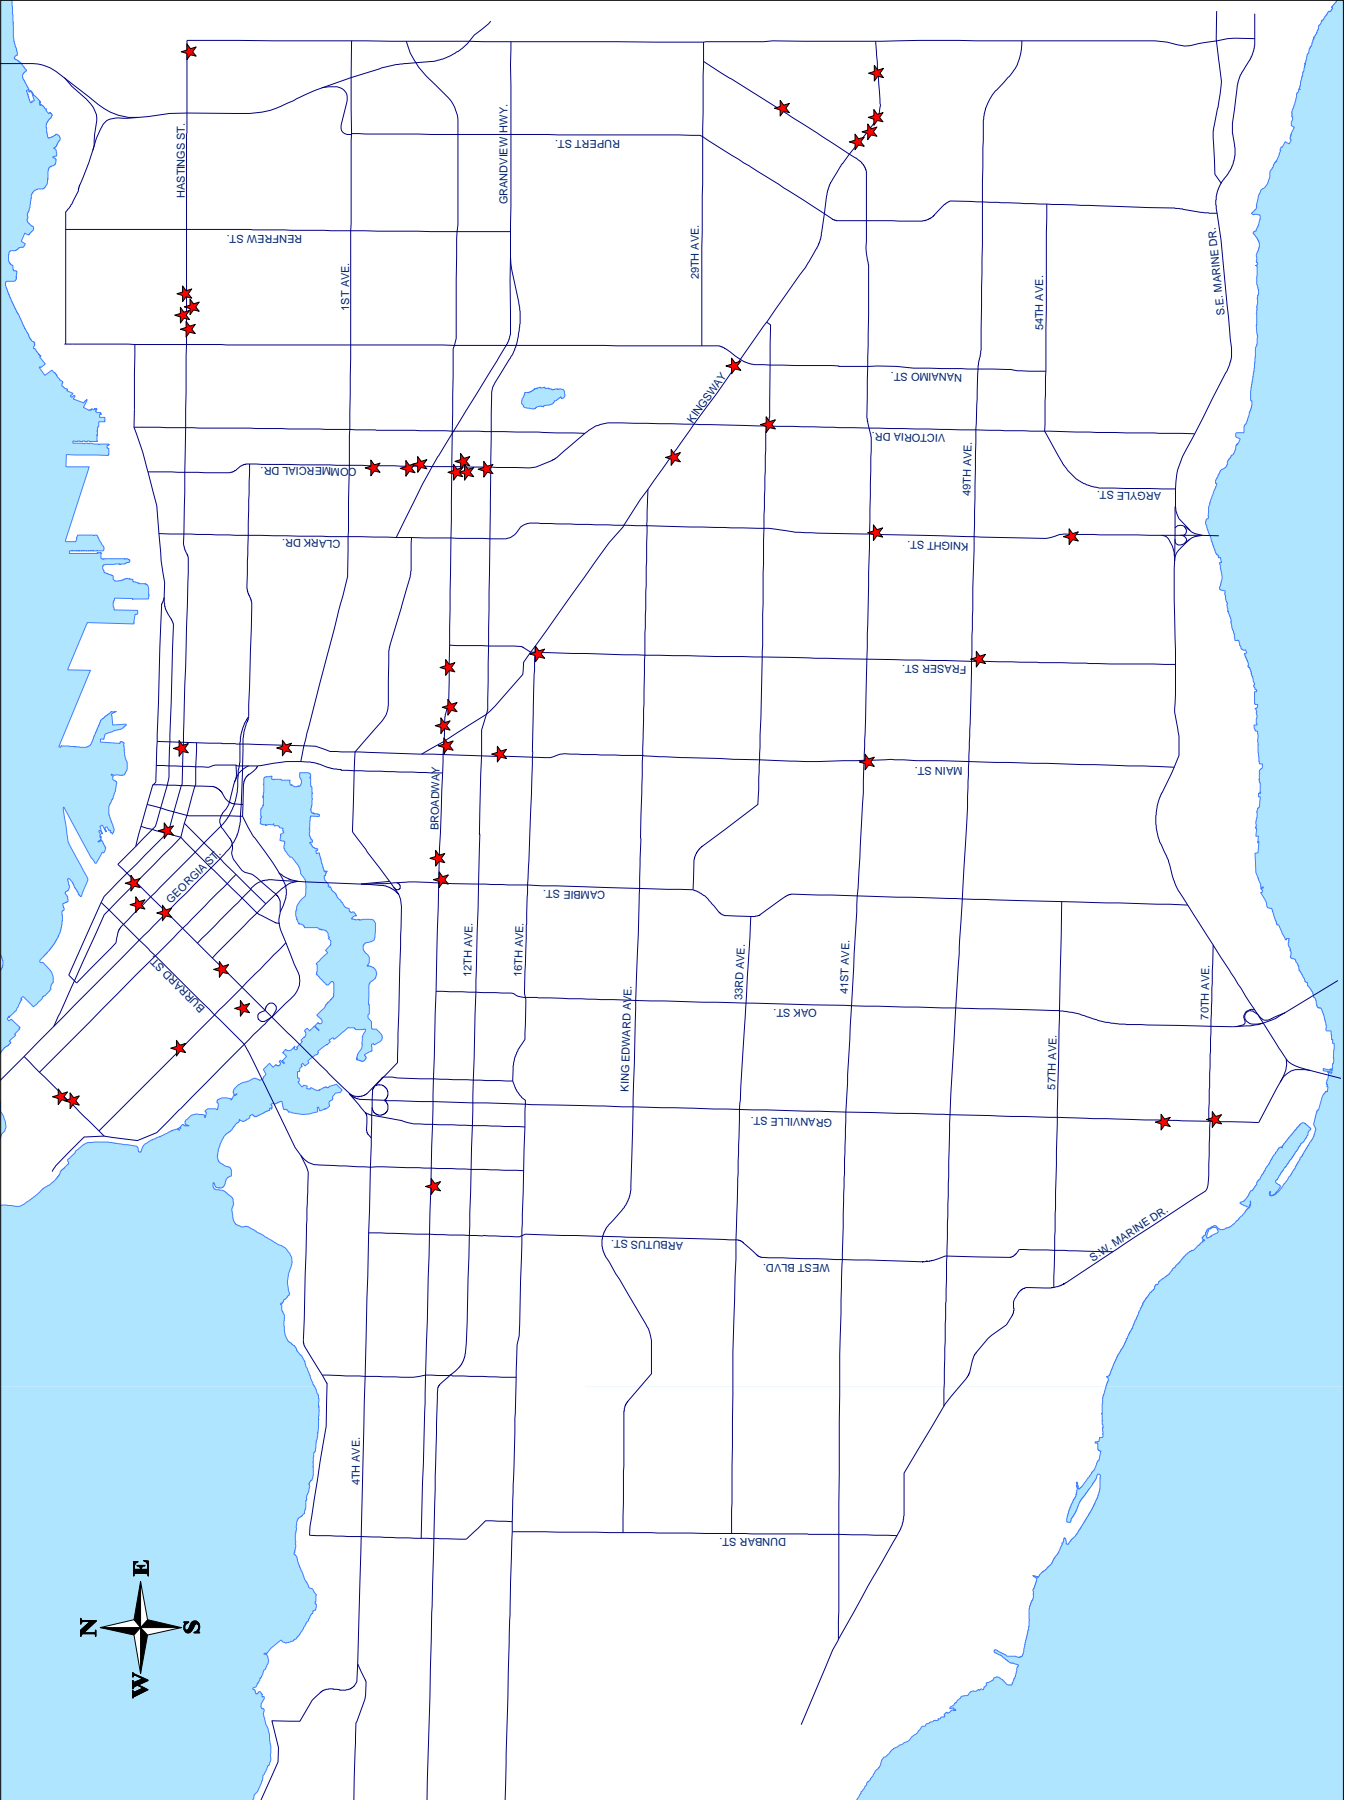 HASTINGS ST.
GRANDVIEW HWY.
RUPERT ST.
RENFREW ST.
1ST AVE.
29TH AVE.
54TH AVE.
S.E. MARINE DR.
NANAIMO ST.
KINGSWAY
VICTORIA DR.
COMMERCIAL DR.
49TH AVE.
ARGYLE ST.
CLARK DR.
KNIGHT ST.
FRASER ST.
MAIN ST.
BROADWAY
GEORGIA ST.
CAMBIE ST.
12TH AVE.
16TH AVE.
33RD AVE.
41ST AVE.
BURRARD ST.
KING EDWARD AVE.
OAK ST.
70TH AVE.
57TH AVE.
GRANVILLE ST.
ARBUTUS ST.
WEST BLVD.
S.W. MARINE DR.
4TH AVE.
DUNBAR ST.
N
E
S
W